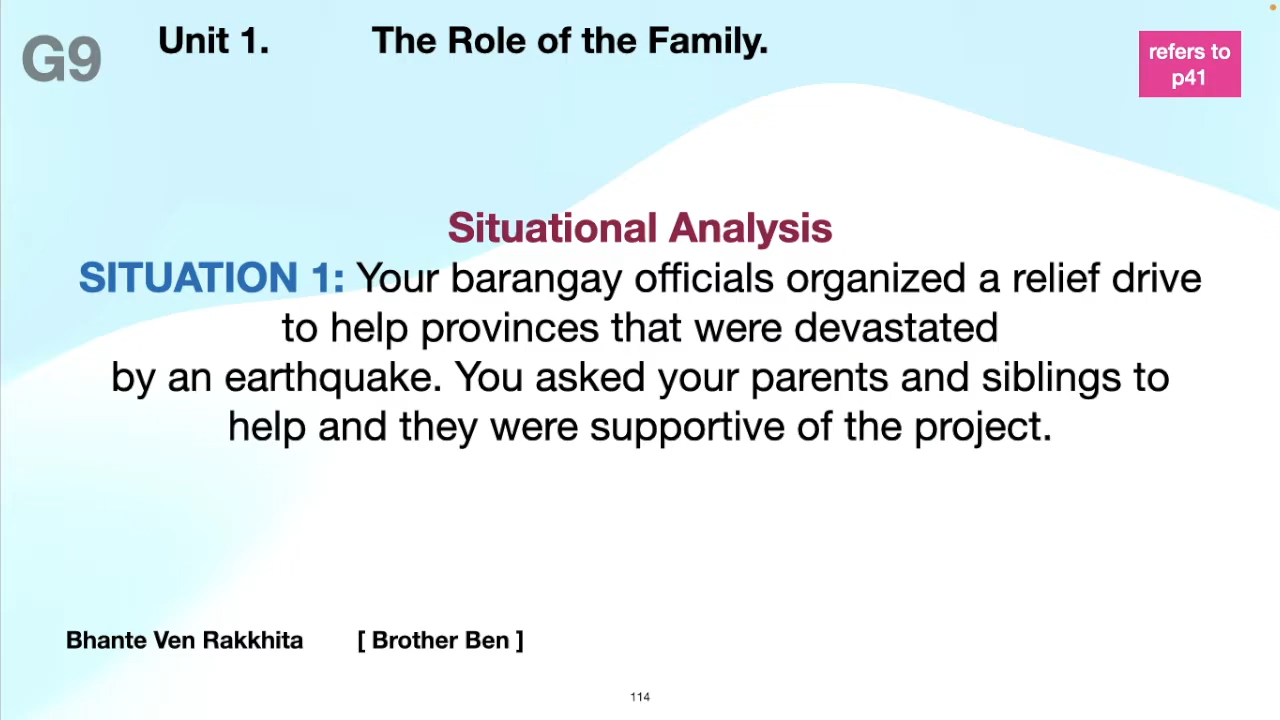 G9
Unit 1. The Role of the Family.
refers to
p41
Situational Analysis
SITUATION 1: Your barangay officials organized a relief drive
to help provinces that were devastated
by an earthquake. You asked your parents and siblings to
help and they were supportive of the project.
Bhante Ven Rakkhita [ Brother Ben ]
114